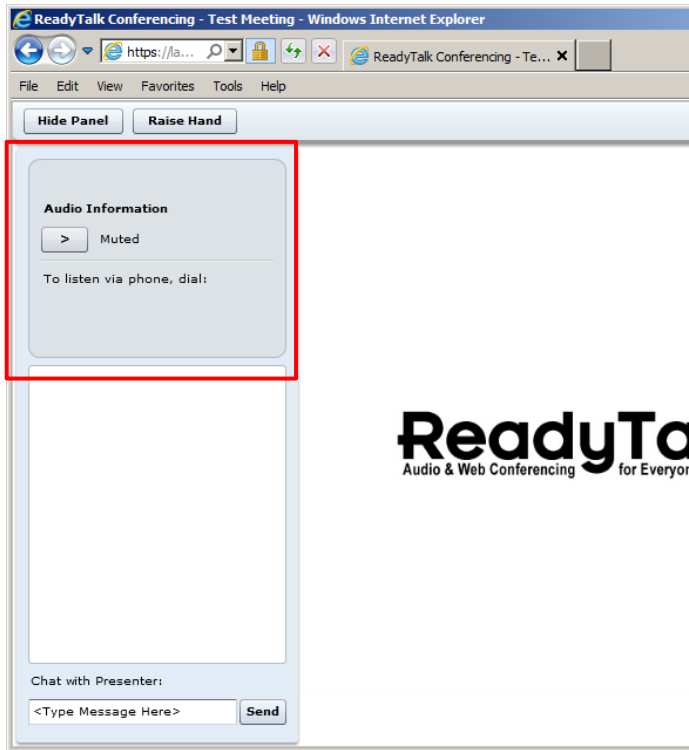 ReadyTalk Conferencing - Test Meeting - Windows Internet Explorer
https://la...
ReadyTalk Conferencing - Te...
File Edit View Favorites Tools Help
Hide Panel Raise Hand
Audio Information
> Muted
To listen via phone, dial:
ReadyTa
Audio & Web Conferencing for Everyon
Chat with Presenter:
<Type Message Here> Send